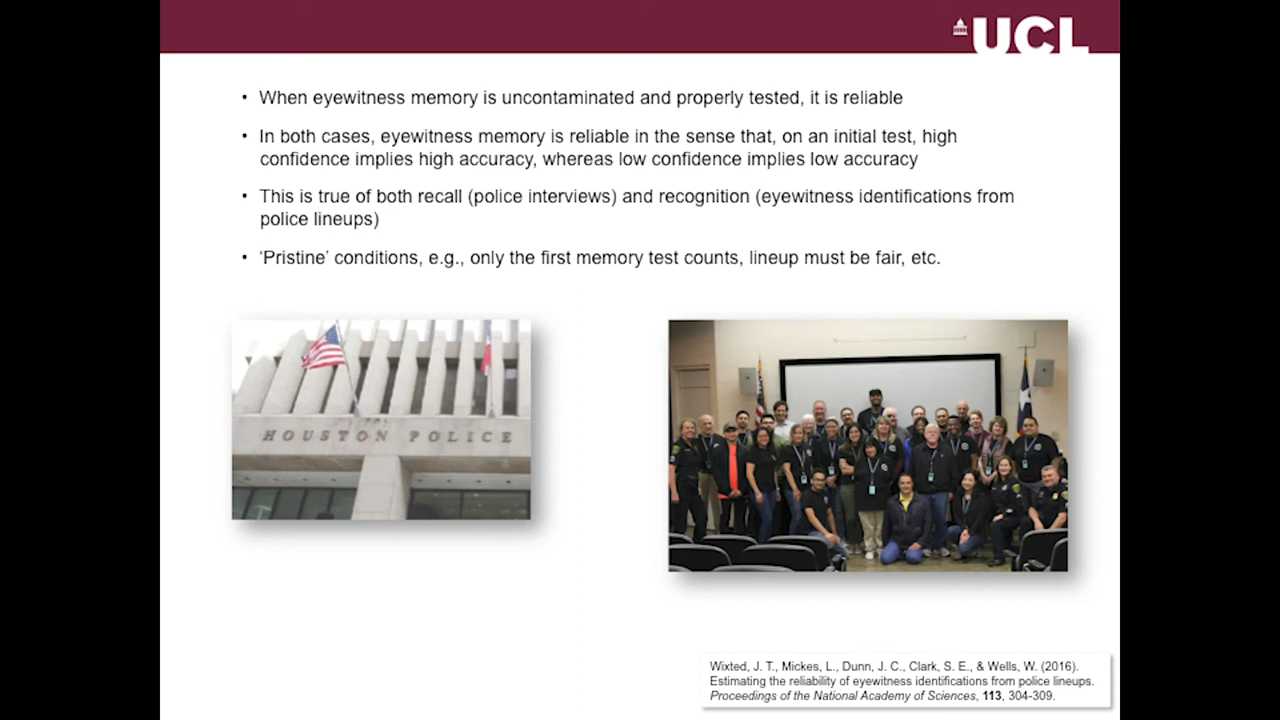 UCL
• When eyewitness memory is uncontaminated and properly tested, it is reliable
• In both cases, eyewitness memory is reliable in the sense that, on an initial test, high
confidence implies high accuracy, whereas low confidence implies low accuracy
• This is true of both recall (police interviews) and recognition (eyewitness identifications from
police lineups)
• ‘Pristine’ conditions, e.g., only the first memory test counts, lineup must be fair, etc.
HOUSTON POLICE
Wixted, J. T., Mickes, L., Dunn, J. C., Clark, S. E., & Wells, W. (2016).
Estimating the reliability of eyewitness identifications from police lineups.
Proceedings of the National Academy of Sciences, 113, 304-309.